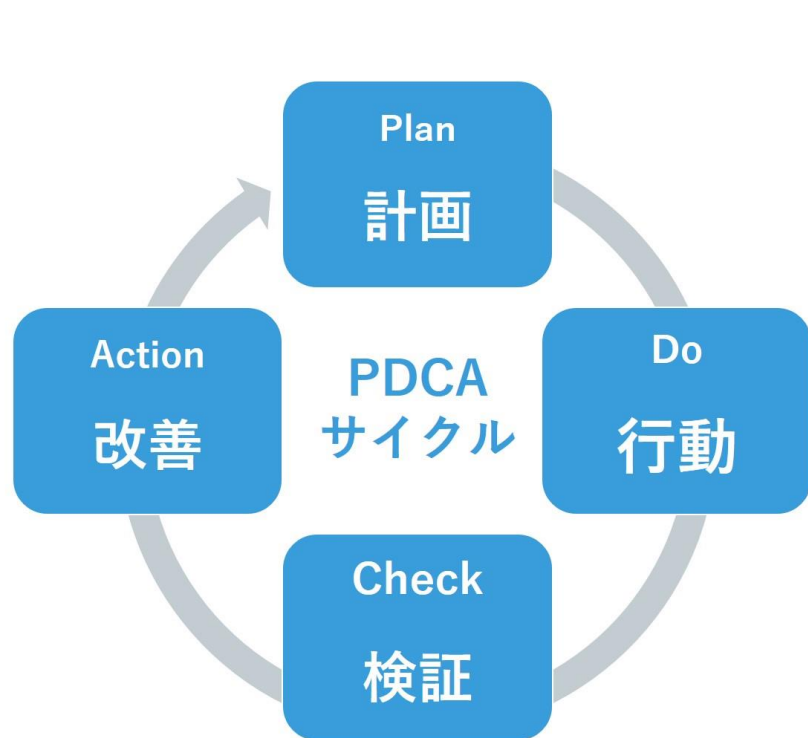 Plan
計画
Do
行動
Check
検証
Action
改善
PDCA
サイクル